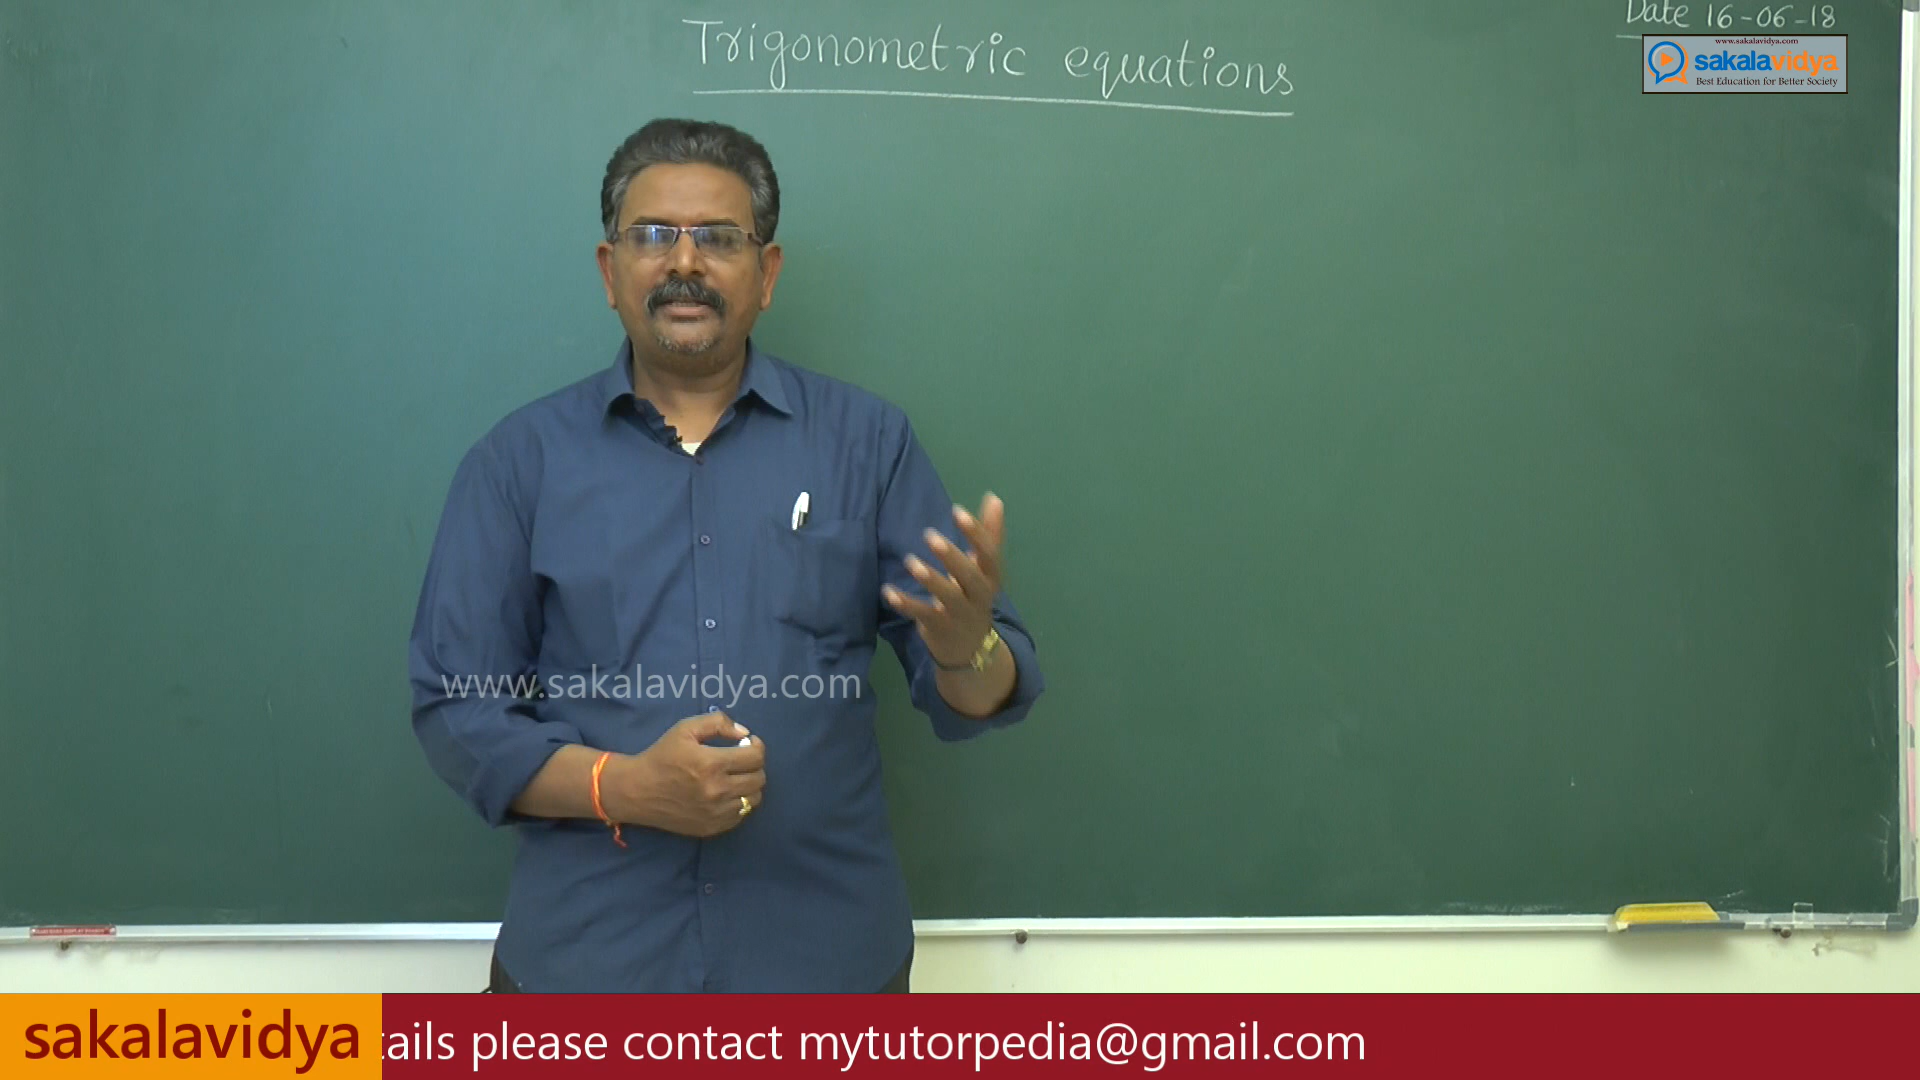 Trigonometric equations
Date 16-06-18
www.sakalavidya.com
sakalavidya
Best Education for Better Society
www.sakalavidya.com
sakalavidya
tails please contact mytutorpedia@gmail.com